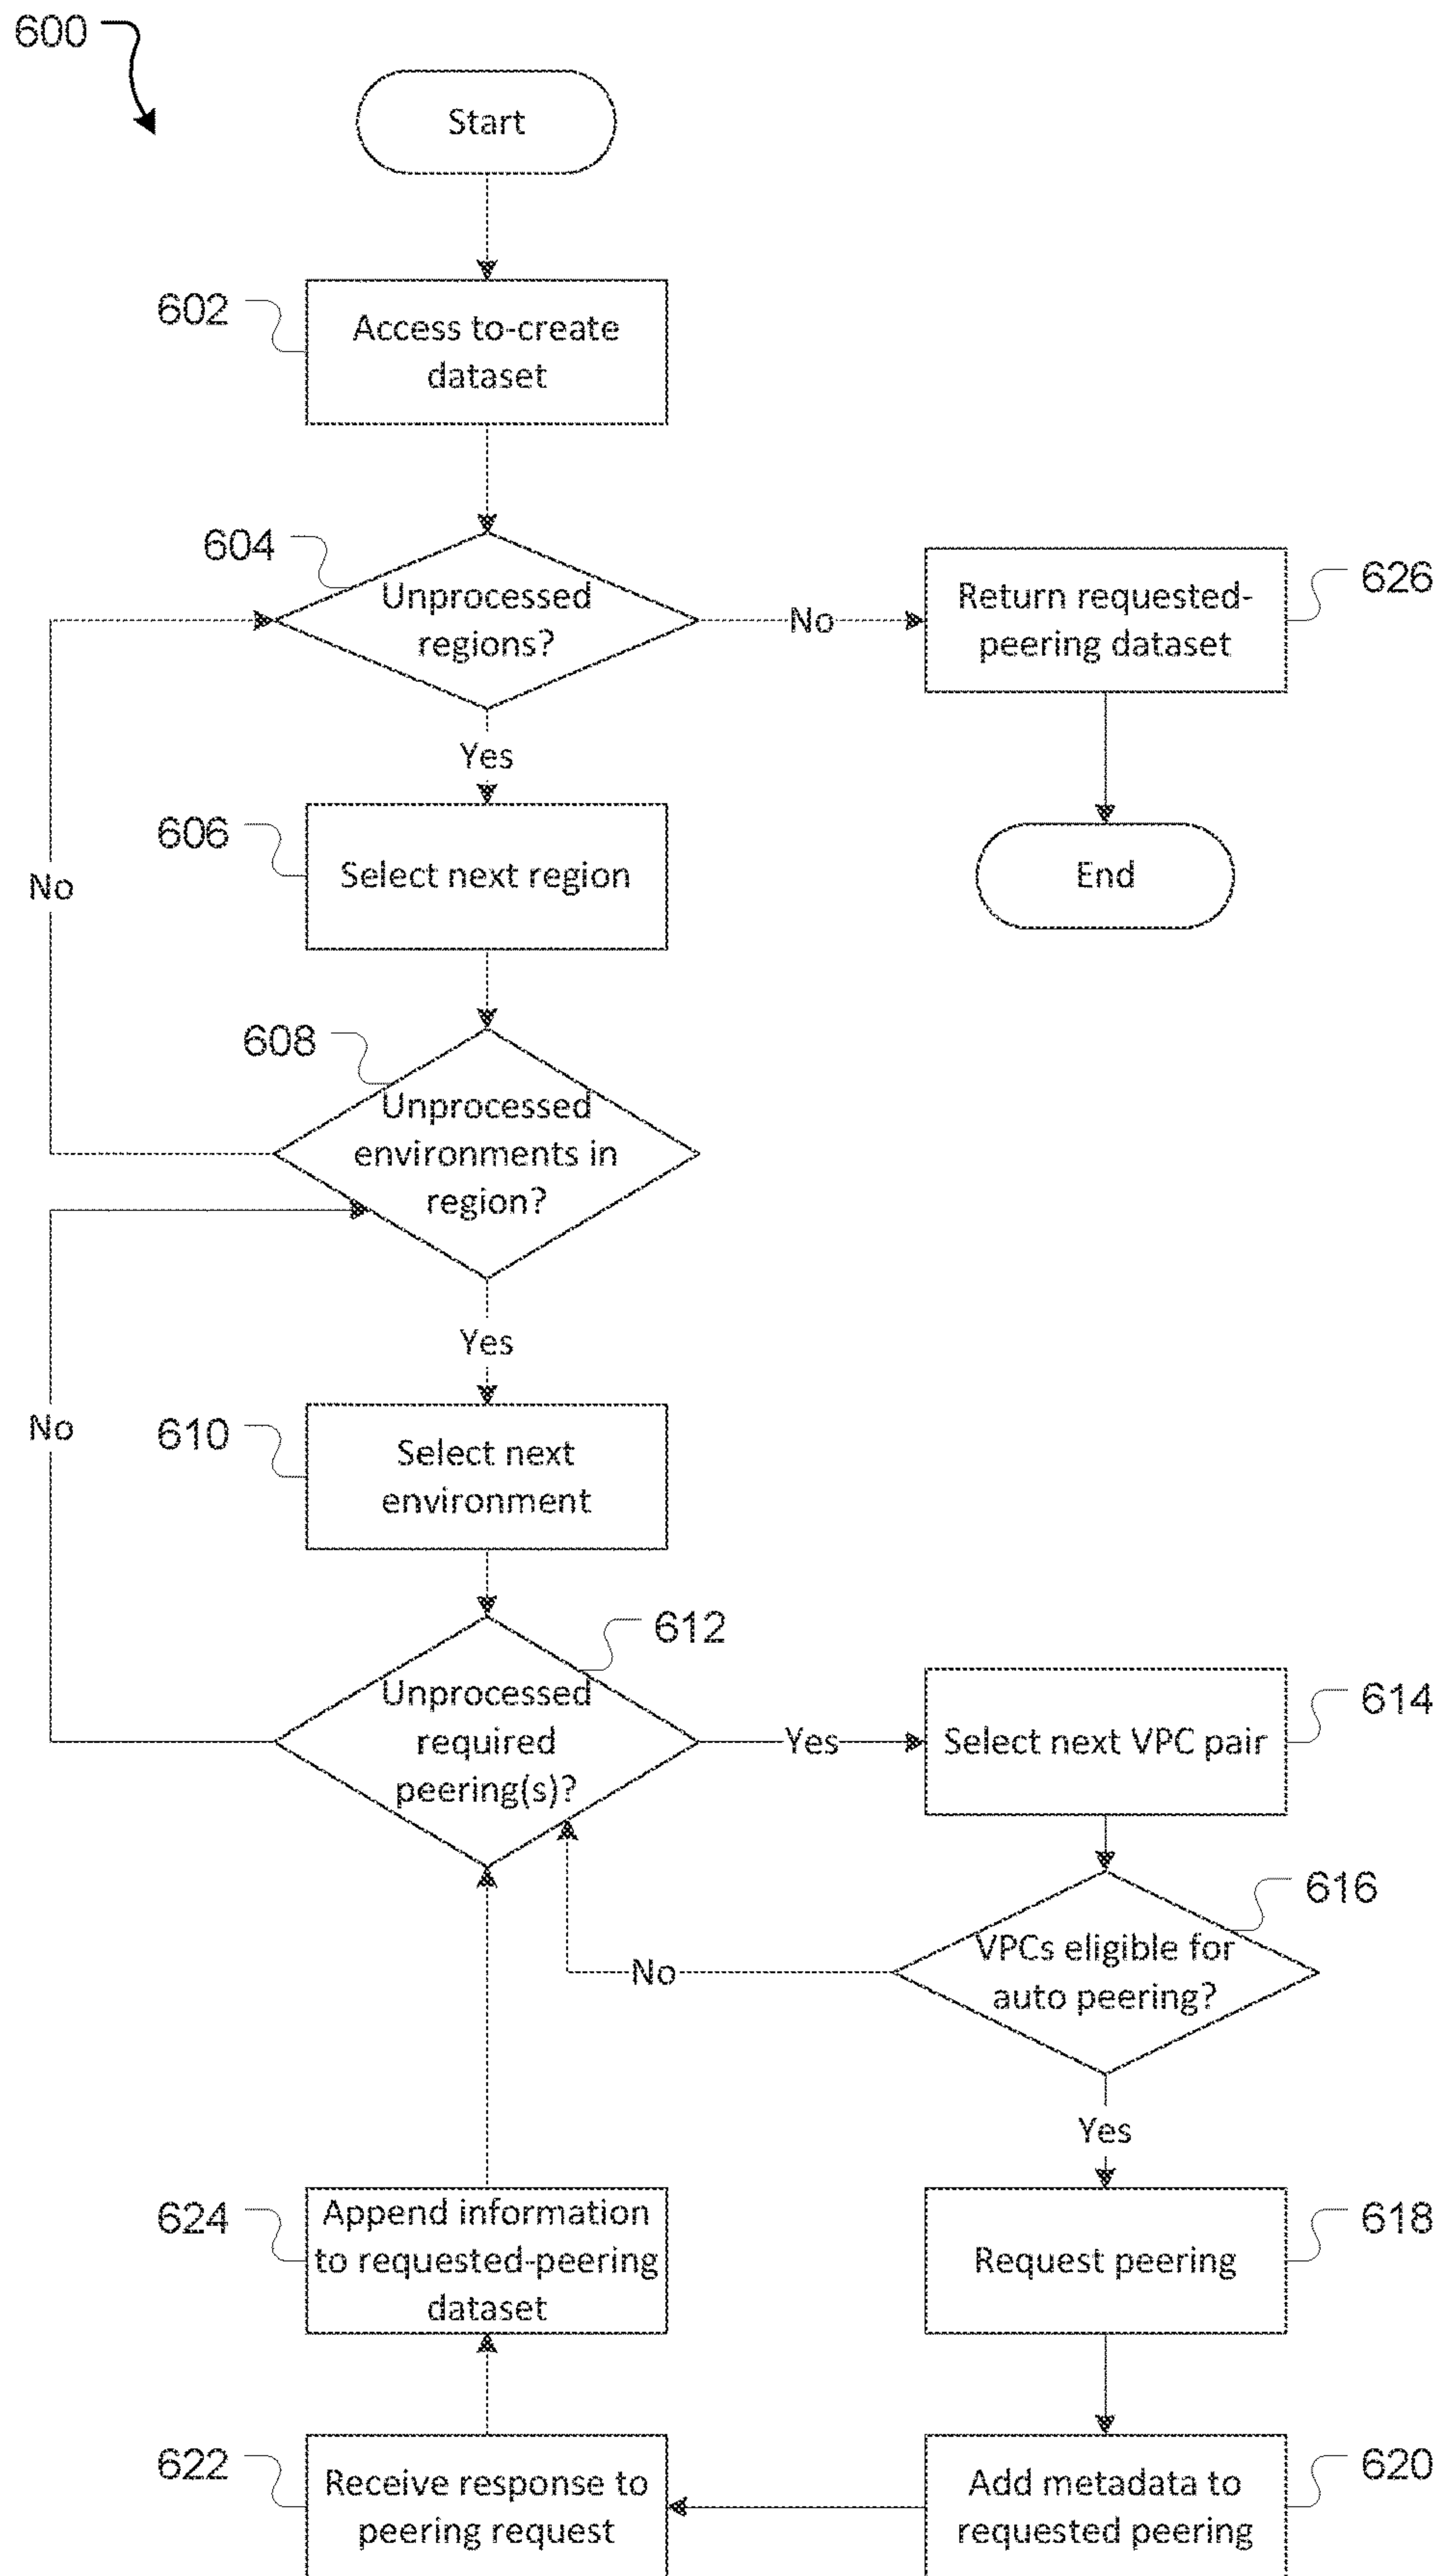 600
Start
602
Access to-create
dataset
604
Unprocessed
regions?
No
Return requested-
peering dataset
626
Yes
606
Select next region
End
No
608
Unprocessed
environments in
region?
Yes
No
610
Select next
environment
612
Unprocessed
required
peering(s)?
Yes
Select next VPC pair
614
616
VPCs eligible for
auto peering?
No
Yes
624
Append information
to requested-peering
dataset
Request peering
618
622
Receive response to
peering request
Add metadata to
requested peering
620